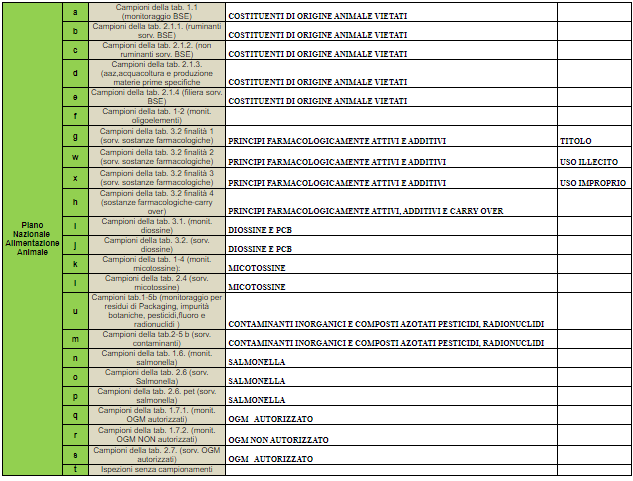 Piano
Nazionale
Alimentazione
Animale
a
Campioni della tab. 1.1
(monitoraggio BSE)
COSTITUENTI DI ORIGINE ANIMALE VIETATI
b
Campioni della tab. 2.1.1. (ruminanti
sorv. BSE)
COSTITUENTI DI ORIGINE ANIMALE VIETATI
c
Campioni della tab. 2.1.2. (non
ruminanti sorv. BSE)
COSTITUENTI DI ORIGINE ANIMALE VIETATI
d
Campioni della tab. 2.1.3.
(aaz,acquacoltura e produzione
materie prime specifiche
COSTITUENTI DI ORIGINE ANIMALE VIETATI
e
Campioni della tab. 2.1.4 (filiera sorv.
BSE)
COSTITUENTI DI ORIGINE ANIMALE VIETATI
f
Campioni della tab. 1-2 (monit.
oligoelementi)
g
Campioni della tab. 3.2 finalità 1
(sorv. sostanze farmacologiche)
PRINCIPI FARMACOLOGICAMENTE ATTIVI E ADDITIVI
TITOLO
w
Campioni della tab. 3.2 finalità 2
(sorv. sostanze farmacologiche)
PRINCIPI FARMACOLOGICAMENTE ATTIVI E ADDITIVI
USO ILLECITO
x
Campioni della tab. 3.2 finalità 3
(sorv. sostanze farmacologiche)
PRINCIPI FARMACOLOGICAMENTE ATTIVI E ADDITIVI
USO IMPROPRIO
h
Campioni della tab. 3.2 finalità 4
(sostanze farmacologiche-carry
over)
PRINCIPI FARMACOLOGICAMENTE ATTIVI, ADDITIVI E CARRY OVER
i
Campioni della tab. 3.1. (monit.
diossine)
DIOSSINE E PCB
j
Campioni della tab. 3.2. (sorv.
diossine)
DIOSSINE E PCB
k
Campioni della tab. 1-4 (monit.
micotossine):
MICOTOSSINE
l
Campioni della tab. 2.4 (sorv.
micotossine)
MICOTOSSINE
u
Campioni tab.1-5b (monitoraggio per
residui di Packaging, impurità
botaniche, pesticidi,fluoro e
radionuclidi )
CONTAMINANTI INORGANICI E COMPOSTI AZOTATI PESTICIDI, RADIONUCLIDI
m
Campioni della tab.2-5 b (sorv.
contaminanti)
CONTAMINANTI INORGANICI E COMPOSTI AZOTATI PESTICIDI, RADIONUCLIDI
n
Campioni della tab. 1.6. (monit.
salmonella)
SALMONELLA
o
Campioni della tab. 2.6 (sorv.
Salmonella)
SALMONELLA
p
Campioni della tab. 2.6. pet (sorv.
salmonella)
SALMONELLA
q
Campioni della tab. 1.7.1. (monit.
OGM autorizzati)
OGM AUTORIZZATO
r
Campioni della tab. 1.7.2. (monit.
OGM NON autorizzati)
OGM NON AUTORIZZATO
s
Campioni della tab. 2.7. (sorv. OGM
autorizzati)
OGM AUTORIZZATO
t
Ispezioni senza campionamenti